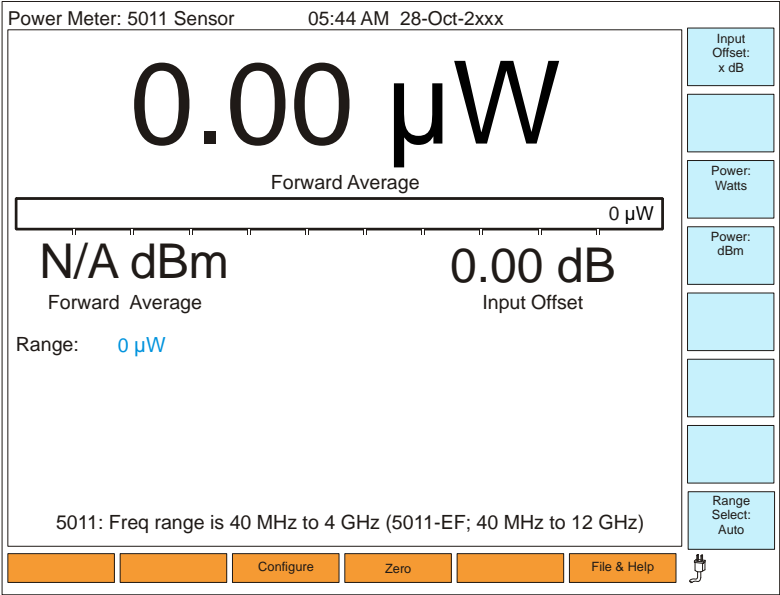 Power Meter: 5011 Sensor 05:44 AM 28-Oct-2xxx
0.00 µW
Forward Average
0 µW
N/A dBm
Forward Average
0.00 dB
Input Offset
Range: 0 µW
5011: Freq range is 40 MHz to 4 GHz (5011-EF; 40 MHz to 12 GHz)
Input
Offset:
x dB
Power:
Watts
Power:
dBm
Range
Select:
Auto
Configure
Zero
File & Help